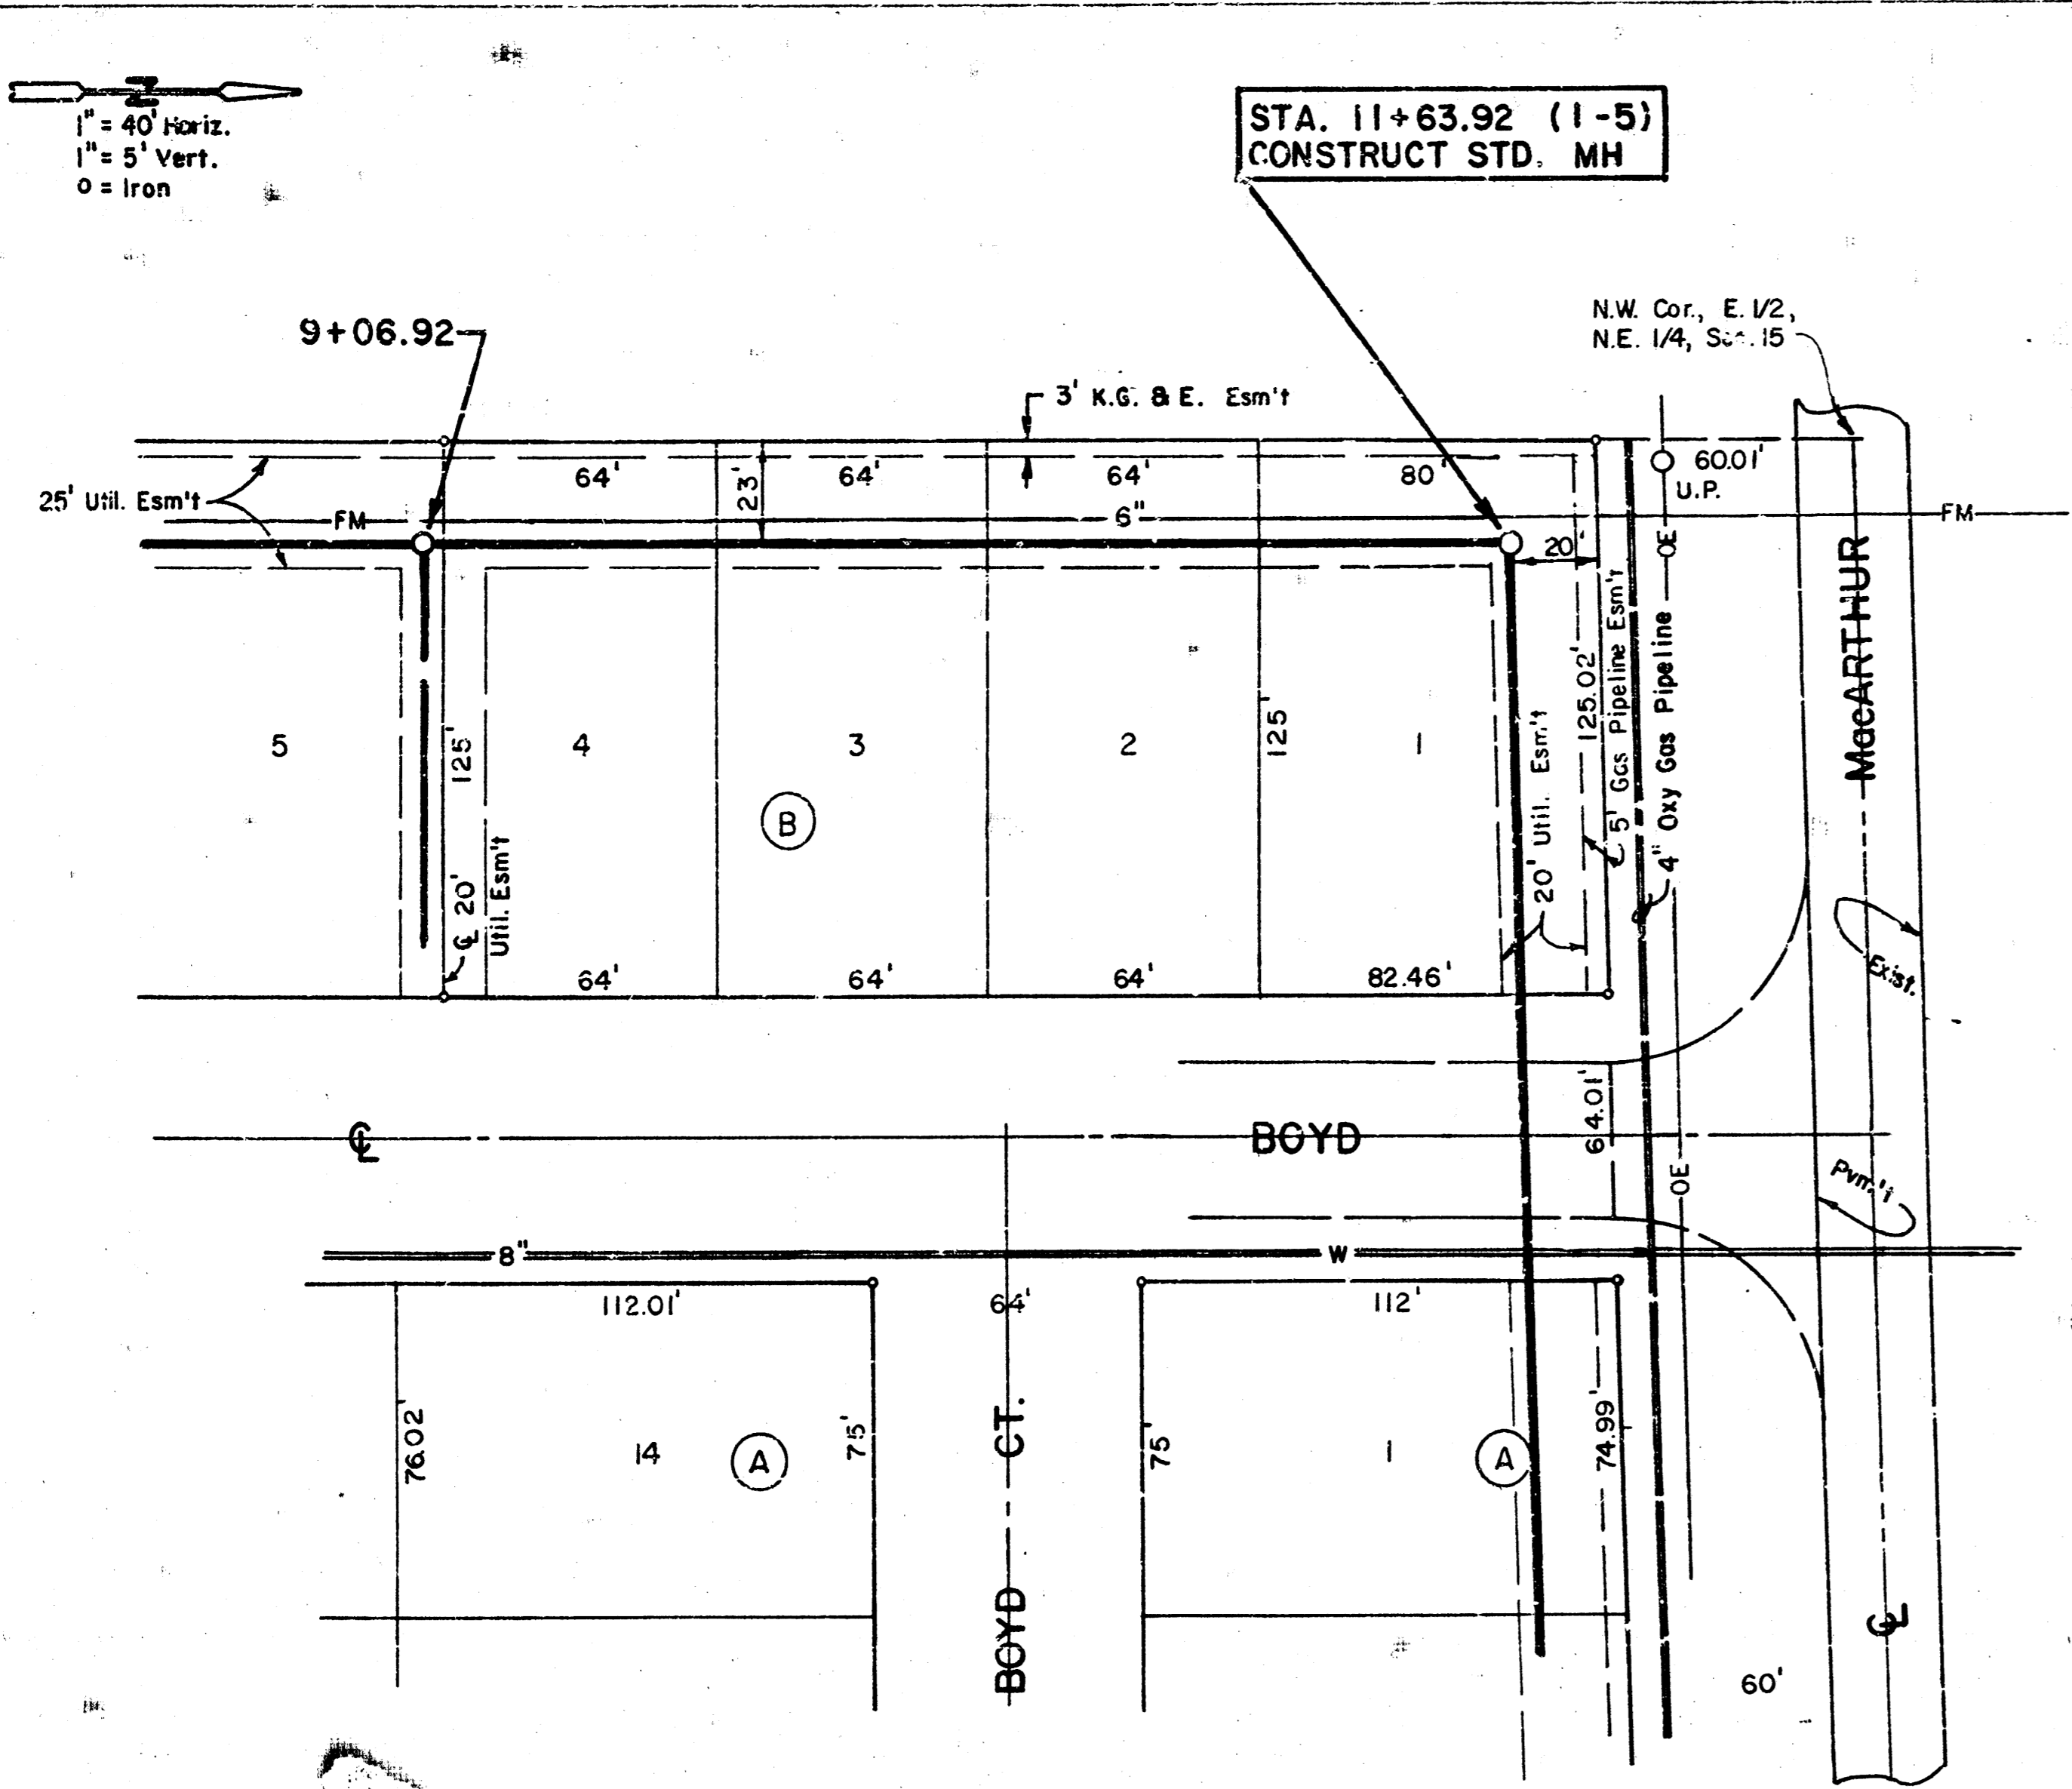 N
1" = 40' Horiz.
1" = 5' Vert.
o = Iron
STA. 11+63.92 (1-5)
CONSTRUCT STD. MH
N.W. Cor., E. 1/2,
N.E. 1/4, 15
9+06.92
3' K.G. & E. Esm't
25' Util. Esm't
64'
23'
64'
64'
80'
60.01'
U.P.
FM
6"
FM
20'
OE
MacARTHUR
5
125'
4
3
2
125'
1
B
℄ 20'
Util. Esm't
20' Util. Esm't
125.02'
5' Gas Pipeline Esm't
4" Oxy Gas Pipeline
Exist.
64'
64'
64'
82.46'
64.01'
℄
BOYD
OE
Pvm't
8"
W
112.01'
64'
112'
76.02'
14
A
75'
BOYD CT.
75'
1
A
74.99'
℄
60'